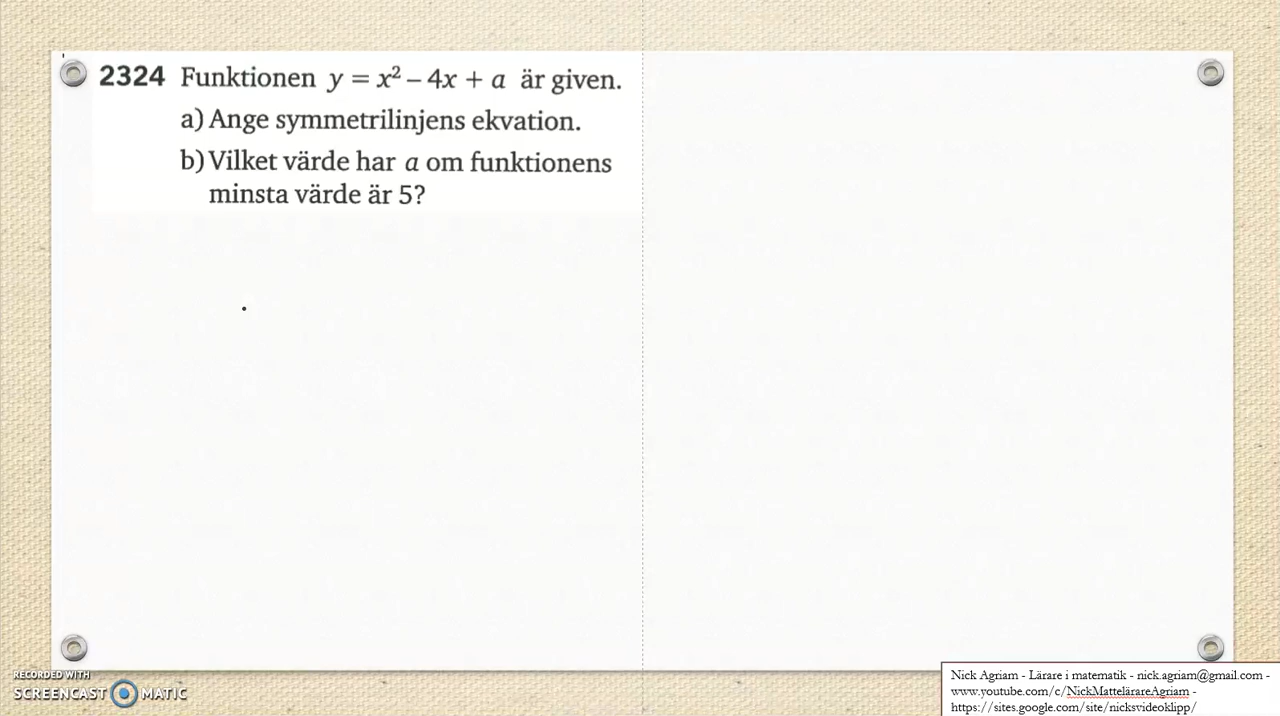 2324 Funktionen y = x² – 4x + a är given.
a) Ange symmetrilinjens ekvation.
b) Vilket värde har a om funktionens
minsta värde är 5?
RECORDED WITH
SCREENCAST MATIC
Nick Agriam - Lärare i matematik - nick.agriam@gmail.com -
www.youtube.com/c/NickMattelärareAgriam -
https://sites.google.com/site/nicksvideoklipp/